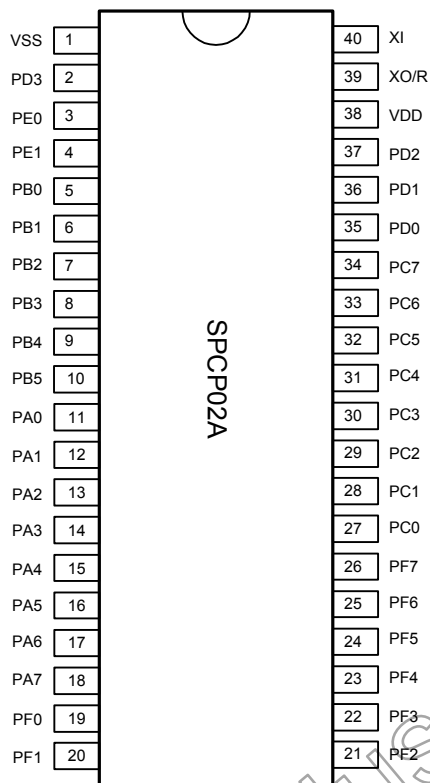 VSS 1 40 XI
PD3 2 39 XO/R
PE0 3 38 VDD
PE1 4 37 PD2
PB0 5 36 PD1
PB1 6 35 PD0
PB2 7 34 PC7
PB3 8 33 PC6
PB4 9 32 PC5
PB5 10 31 PC4
PA0 11 30 PC3
PA1 12 29 PC2
PA2 13 28 PC1
PA3 14 27 PC0
PA4 15 26 PF7
PA5 16 25 PF6
PA6 17 24 PF5
PA7 18 23 PF4
PF0 19 22 PF3
PF1 20 21 PF2
SPCP02A